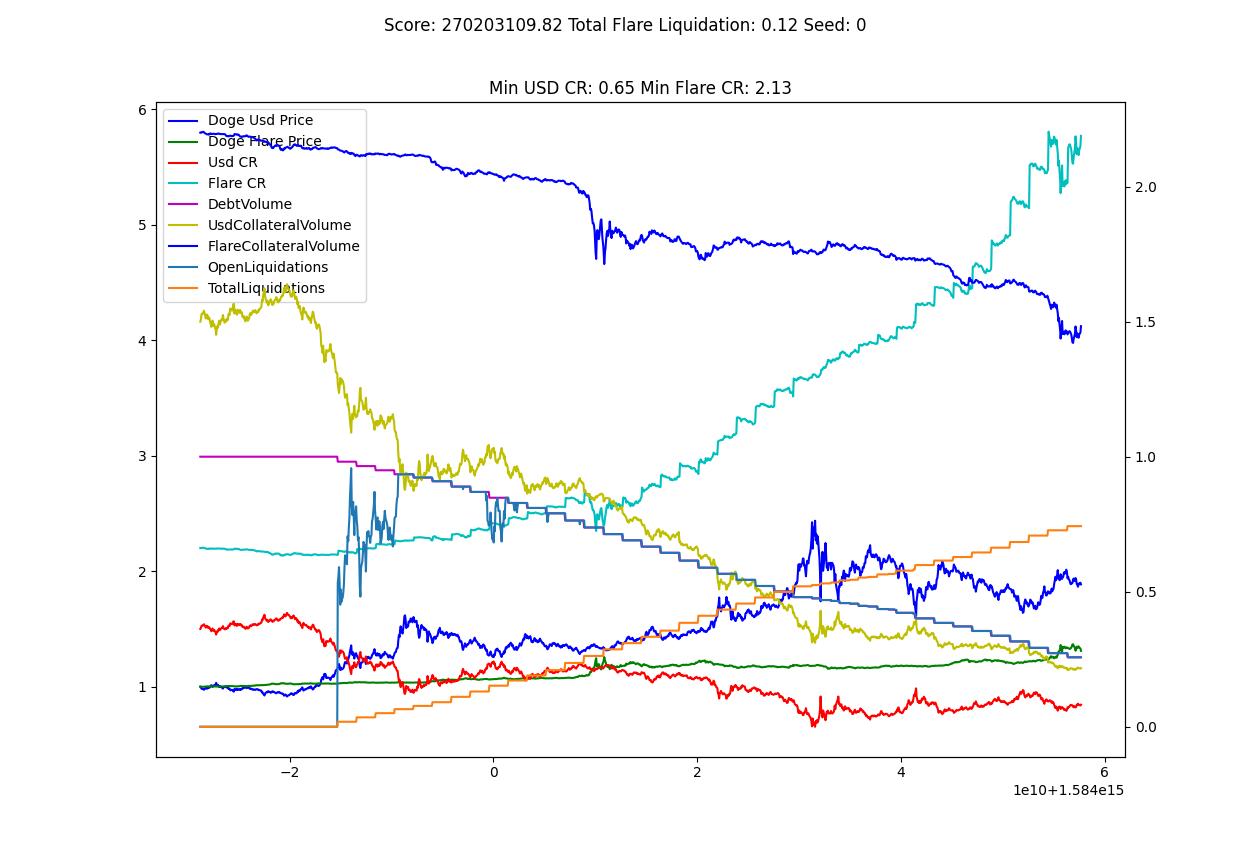 Score: 270203109.82 Total Flare Liquidation: 0.12 Seed: 0
Min USD CR: 0.65 Min Flare CR: 2.13
Doge Usd Price
Doge Flare Price
Usd CR
Flare CR
DebtVolume
UsdCollateralVolume
FlareCollateralVolume
OpenLiquidations
TotalLiquidations
6
5
4
3
2
1
2.0
1.5
1.0
0.5
0.0
−2
0
2
4
6
1e10+1.584e15